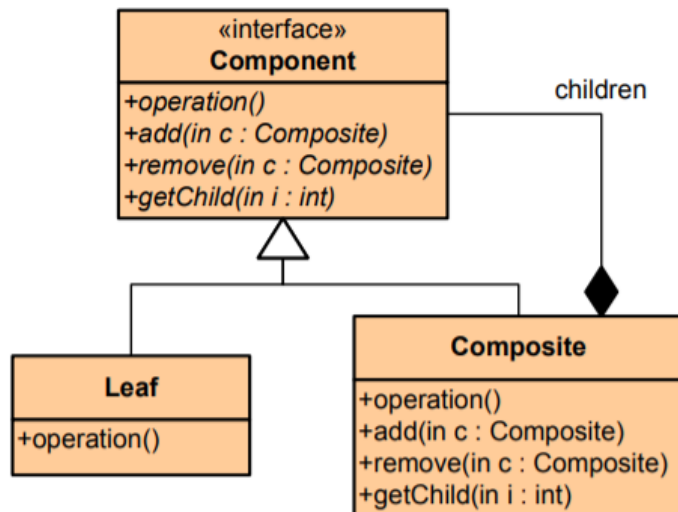 «interface»
Component
+operation()
+add(in c : Composite)
+remove(in c : Composite)
+getChild(in i : int)
children
Leaf
+operation()
Composite
+operation()
+add(in c : Composite)
+remove(in c : Composite)
+getChild(in i : int)